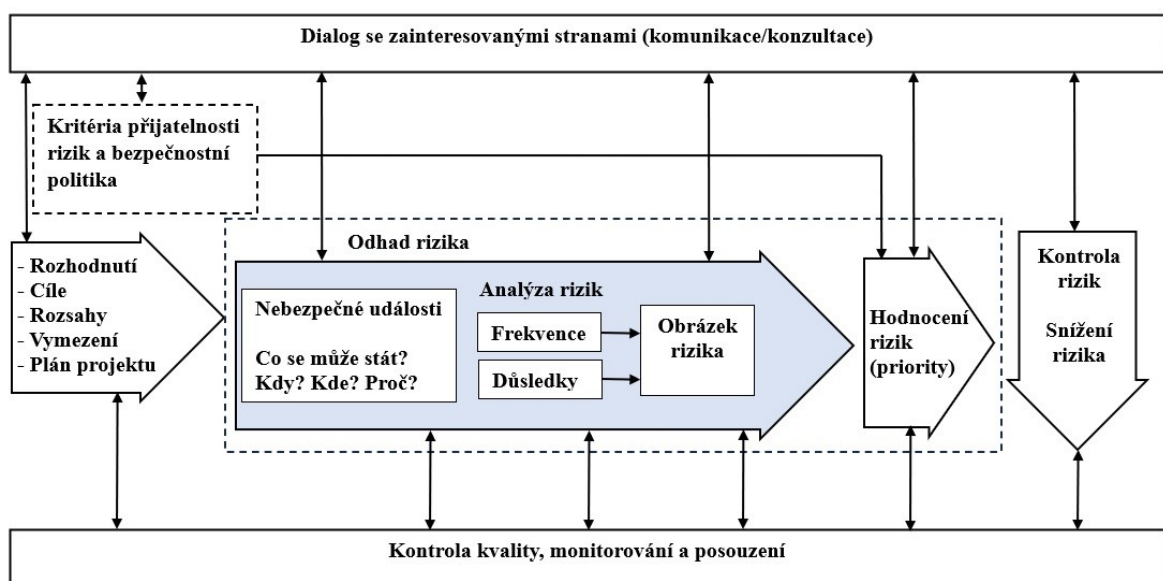 Dialog se zainteresovanými stranami (komunikace/konzultace)
Kritéria přijatelnosti
rizik a bezpečnostní
politika
- Rozhodnutí
- Cíle
- Rozsahy
- Vymezení
- Plán projektu
Odhad rizika
Nebezpečné události
Co se může stát?
Kdy? Kde? Proč?
Analýza rizik
Frekvence
Důsledky
Obrázek
rizika
Hodnocení
rizik
(priority)
Kontrola
rizik
Snížení
rizika
Kontrola kvality, monitorování a posouzení